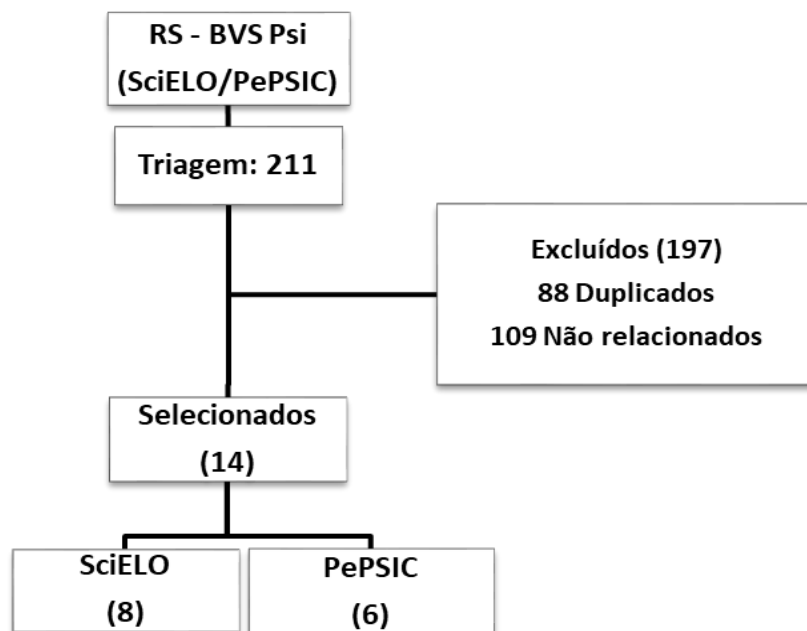 RS - BVS Psi
(SciELO/PePSIC)
Triagem: 211
Excluídos (197)
88 Duplicados
109 Não relacionados
Selecionados
(14)
SciELO
(8)
PePSIC
(6)